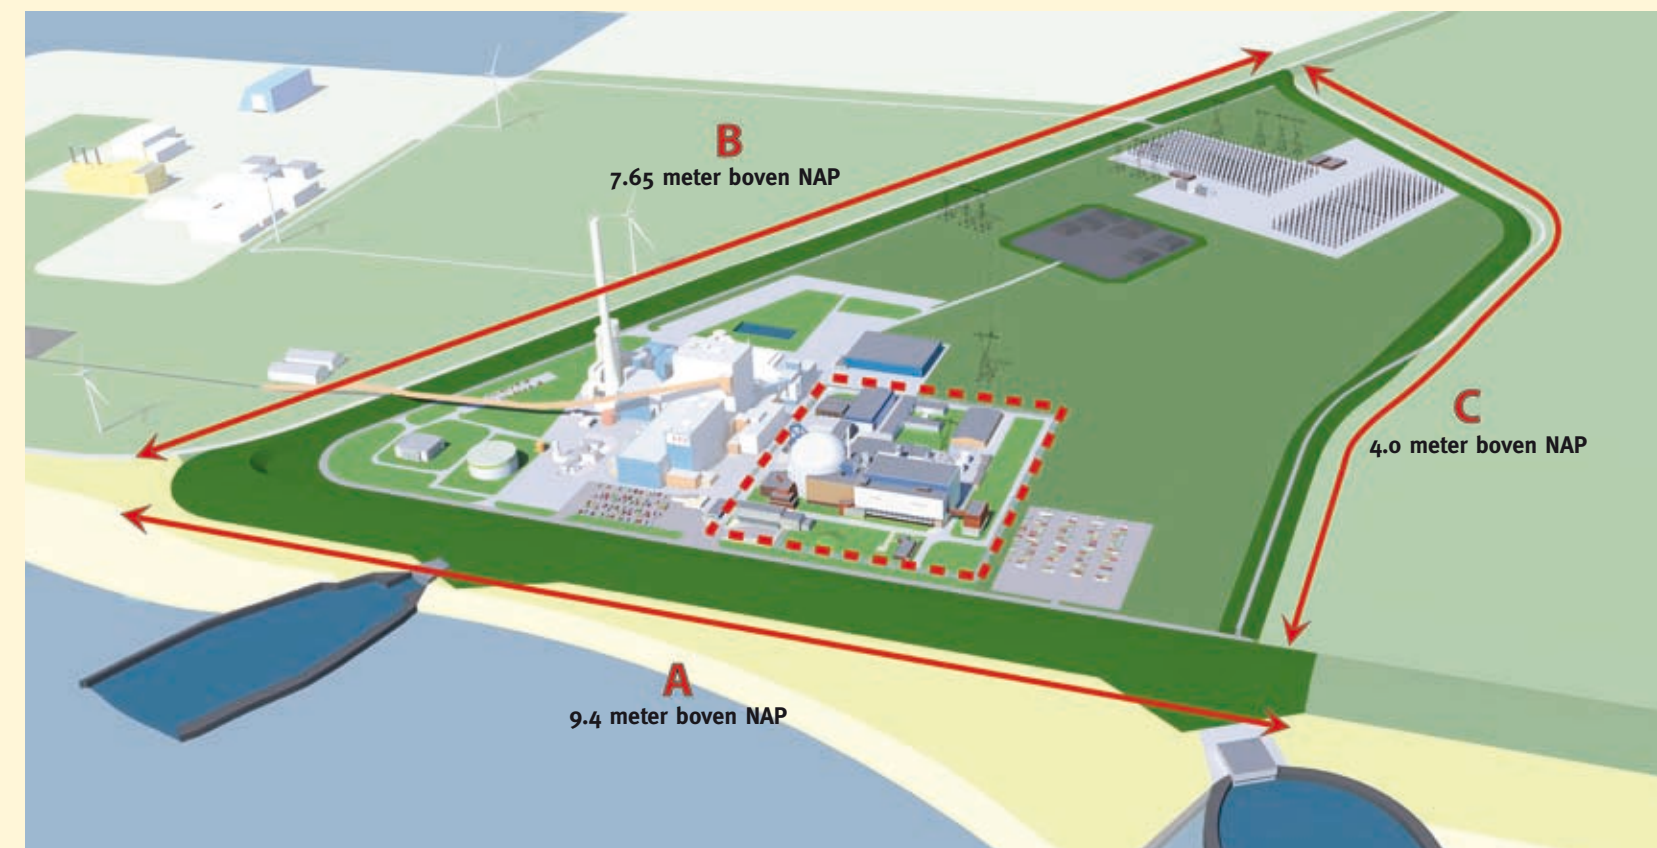 B
7.65 meter boven NAP
C
4.0 meter boven NAP
A
9.4 meter boven NAP